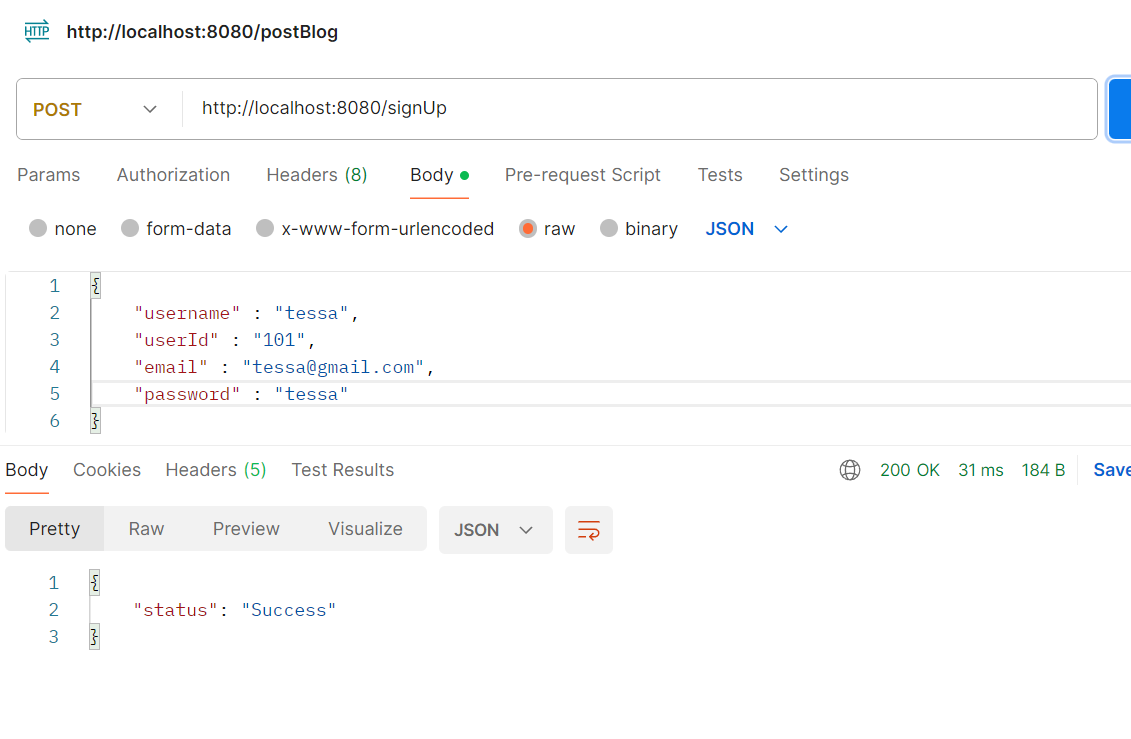 HTTP http://localhost:8080/postBlog
POST http://localhost:8080/signUp
Params Authorization Headers (8) Body Pre-request Script Tests Settings
none form-data x-www-form-urlencoded raw binary JSON
1 {
2 "username" : "tessa",
3 "userId" : "101",
4 "email" : "tessa@gmail.com",
5 "password" : "tessa"
6 }
Body Cookies Headers (5) Test Results 200 OK 31 ms 184 B Save
Pretty Raw Preview Visualize JSON
1 {
2 "status": "Success"
3 }